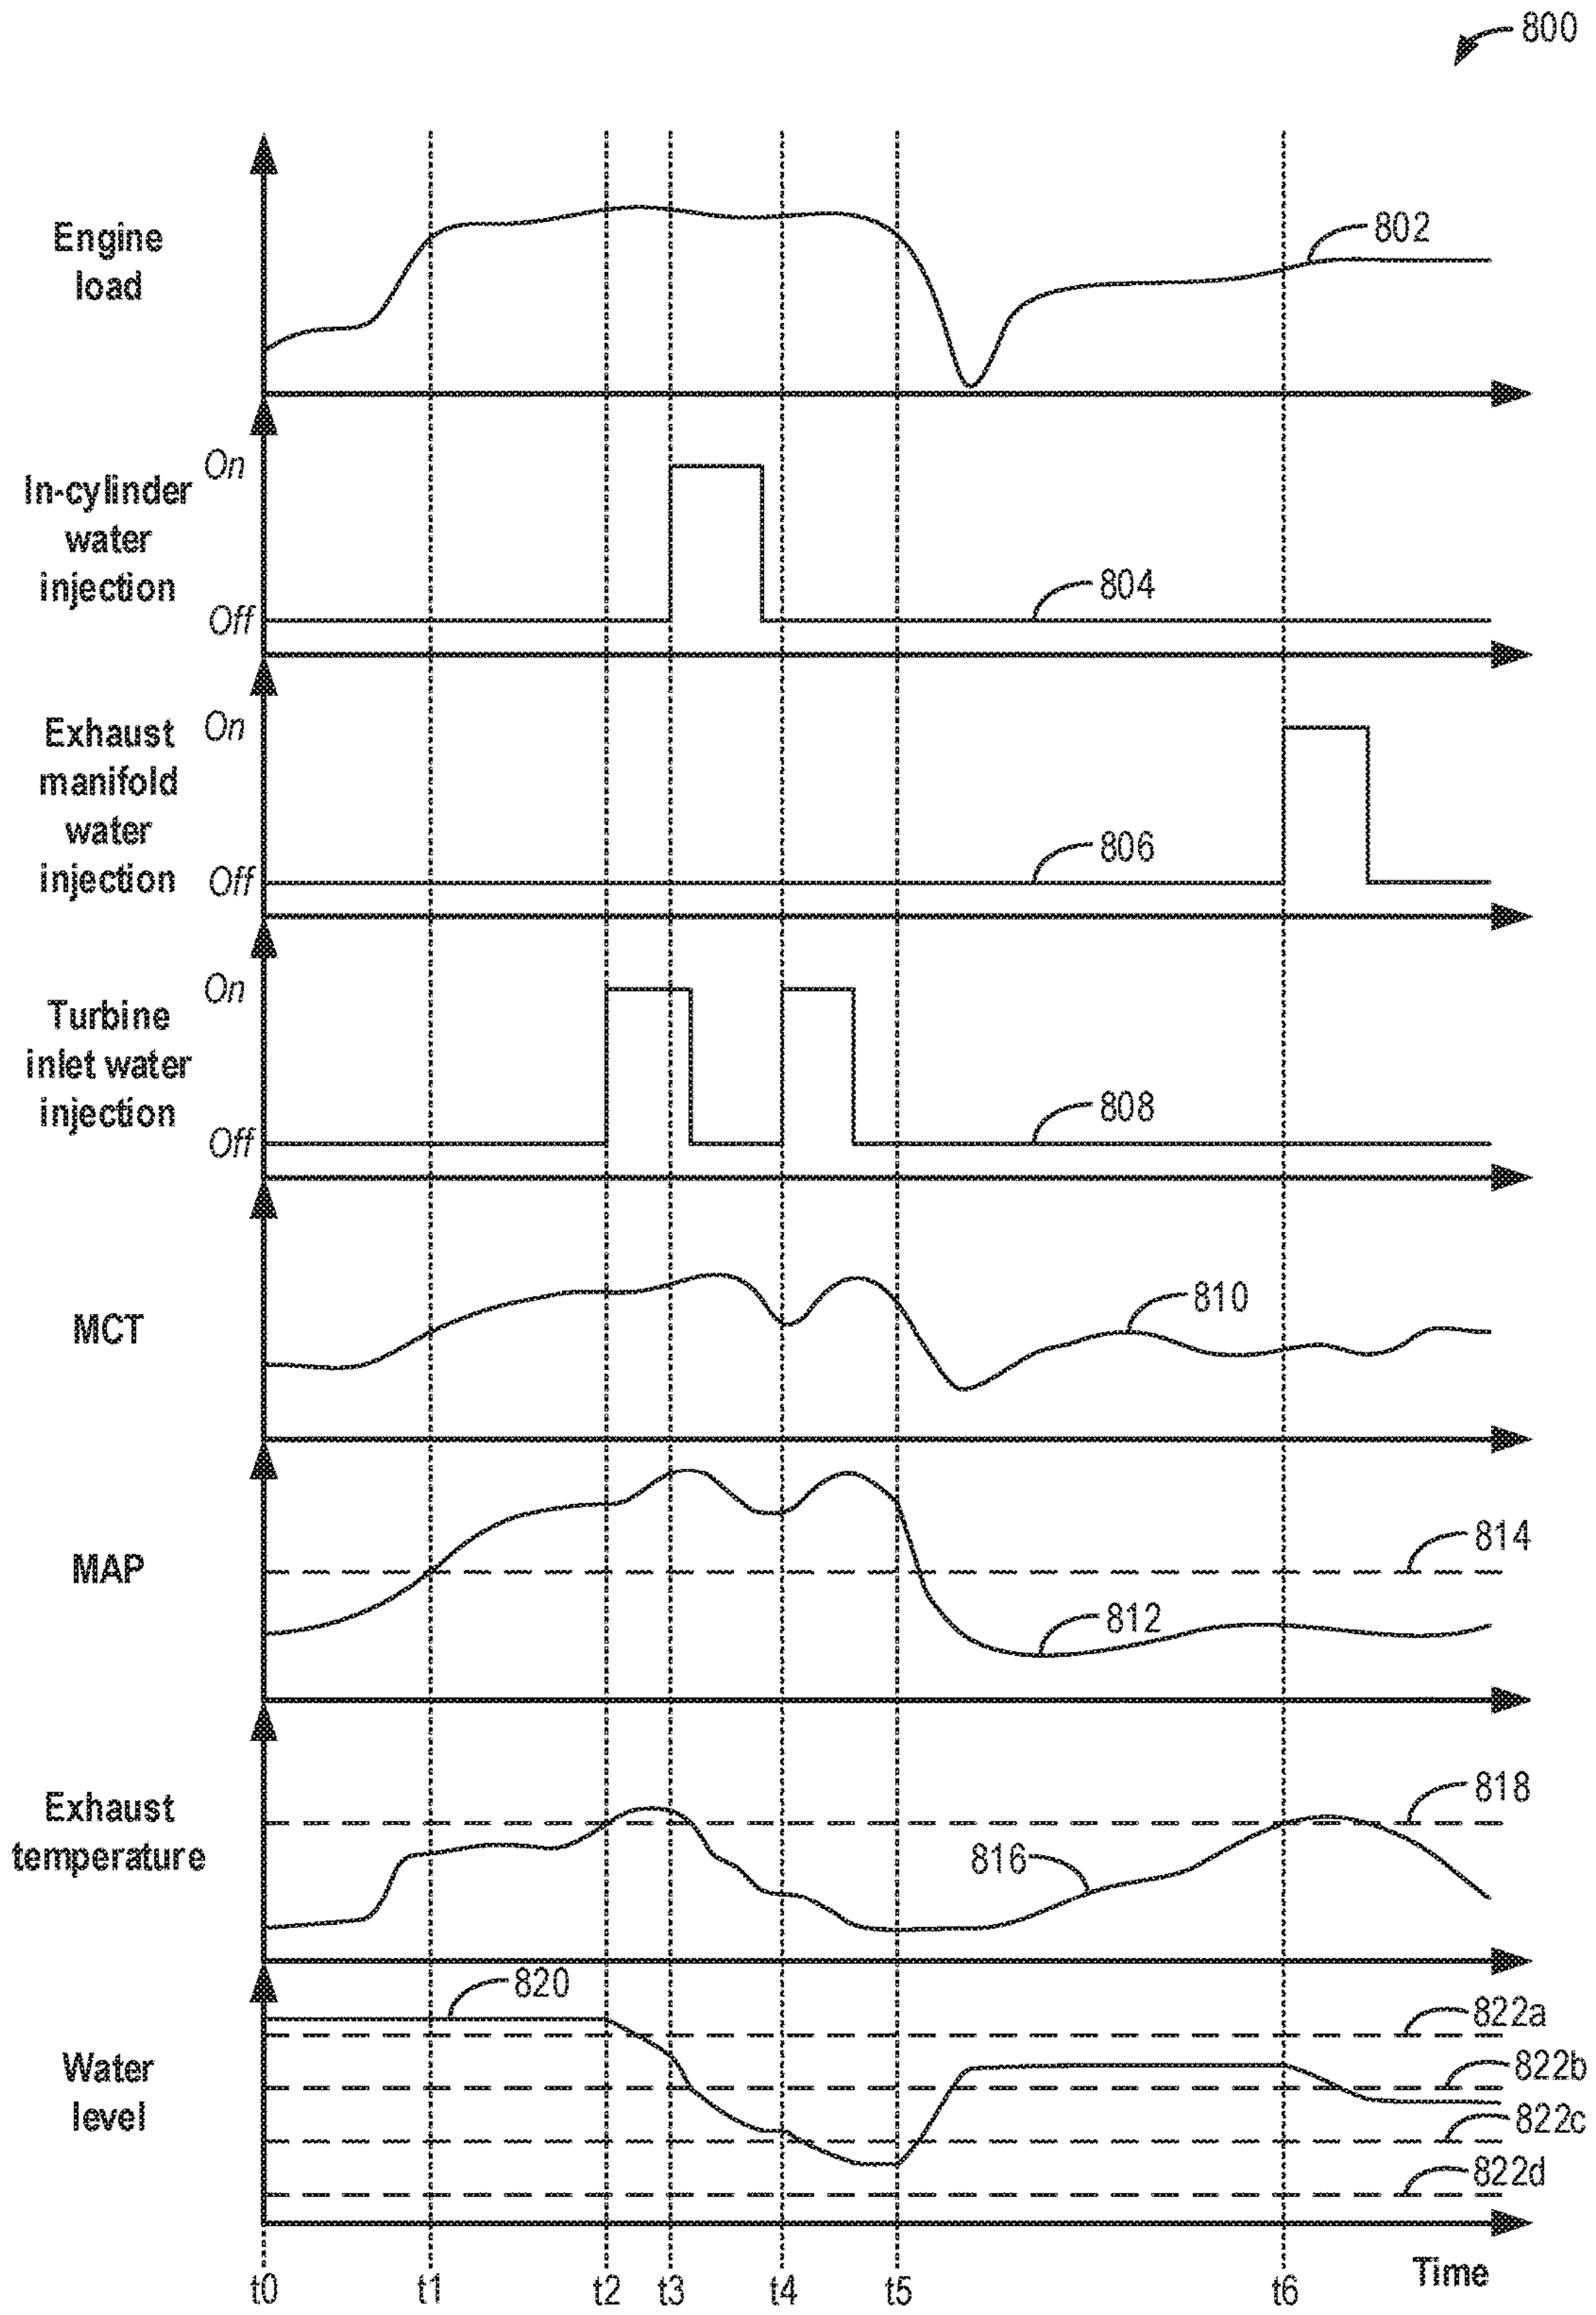 800
Engine
load
802
In-cylinder
water
injection
On
Off
804
Exhaust
manifold
water
injection
On
Off
806
Turbine
inlet water
injection
On
Off
808
MCT
810
MAP
814
812
Exhaust
temperature
818
816
Water
level
820
822a
822b
822c
822d
Time
t0 t1 t2 t3 t4 t5 t6